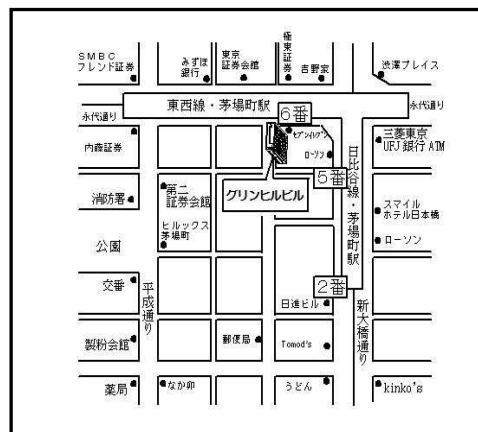 SMBC
フレンド証券
みずほ
銀行
東京
証券会館
極東証券
吉野家
渋澤プレイス
東西線・茅場町駅
6番
永代通り
永代通り
内藤証券
セブンイレブン
ローソン
三菱東京
UFJ銀行ATM
日比谷線・茅場町駅
5番
グリンヒルビル
消防署
第二
証券会館
スマイル
ホテル日本橋
ヒルックス
茅場町
ローソン
公園
交番
2番
平成通り
日進ビル
新大橋通り
製粉会館
郵便局
Tomod's
薬局
なか卯
うどん
kinko's